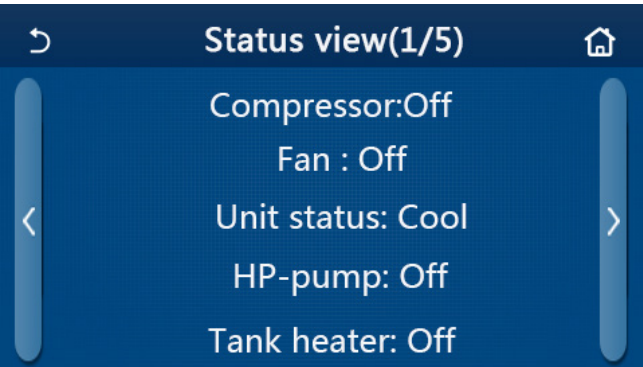 Status view(1/5)
Compressor:Off
Fan : Off
Unit status: Cool
HP-pump: Off
Tank heater: Off